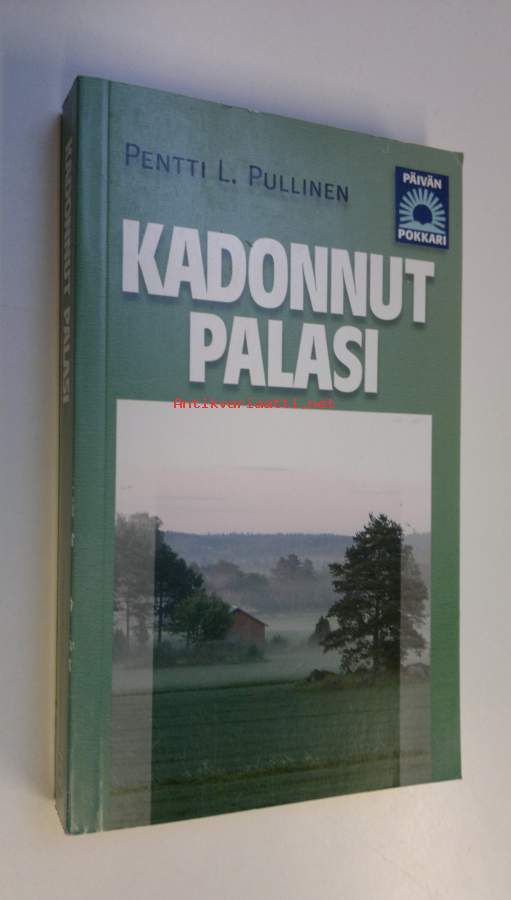 PENTTI L. PULLINEN
PÄIVÄN
POKKARI
KADONNUT
PALASI
Antikvariaatti.net
KADONNUT PALASI